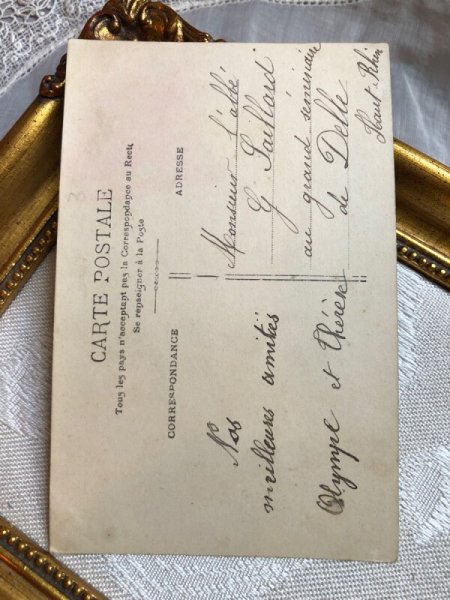 CARTE POSTALE
Tous les pays n'acceptent pas la Correspondance au Recto
Se renseigner à la Poste
CORRESPONDANCE
Nos
meilleures amitiés
Olympe et Thérèse
ADRESSE
Monsieur l'abbé
G Gaillard
au grand séminaire
de Delle
Haut-Rhin